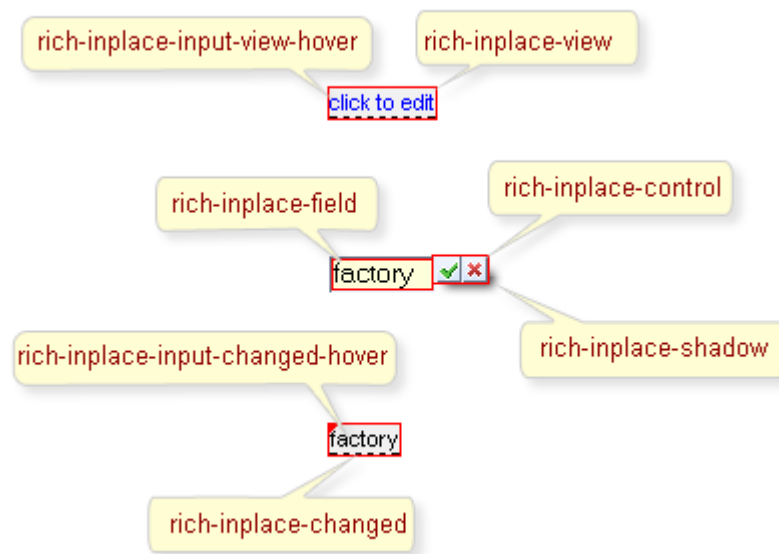 rich-inplace-input-view-hover
rich-inplace-view
click to edit
rich-inplace-field
rich-inplace-control
factory
rich-inplace-shadow
rich-inplace-input-changed-hover
factory
rich-inplace-changed